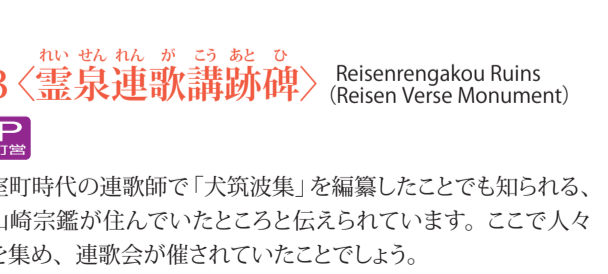 れい せん れん が こう あと ひ
3〈霊泉連歌講跡碑〉 Reisenrengakou Ruins
(Reisen Verse Monument)
P
町営
室町時代の連歌師で「犬筑波集」を編纂したことでも知られる、
山崎宗鑑が住んでいたところと伝えられています。ここで人々
を集め、連歌会が催されていたことでしょう。